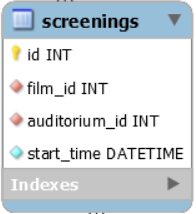 screenings
id INT
film_id INT
auditorium_id INT
start_time DATETIME
Indexes